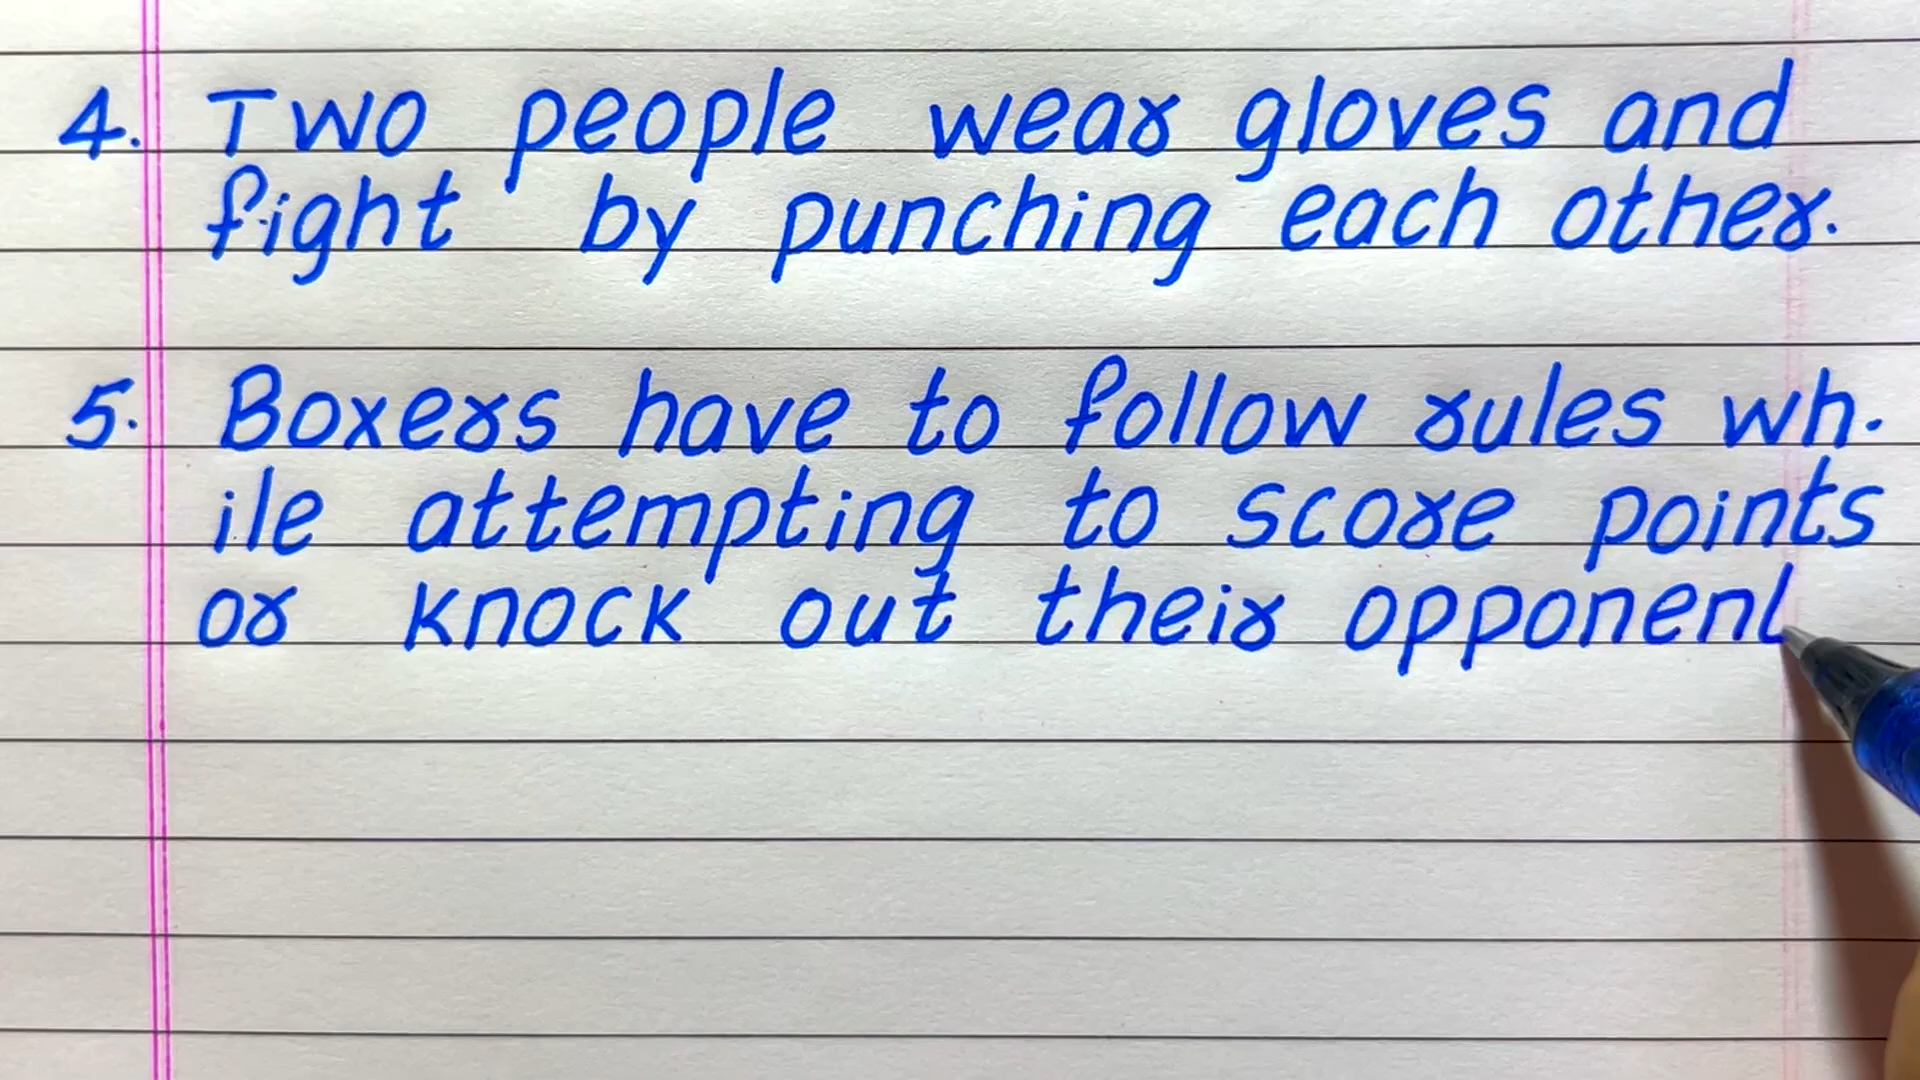 4. Two people wear gloves and
fight by punching each other.
5. Boxers have to follow rules wh-
ile attempting to score points
or knock out their opponent